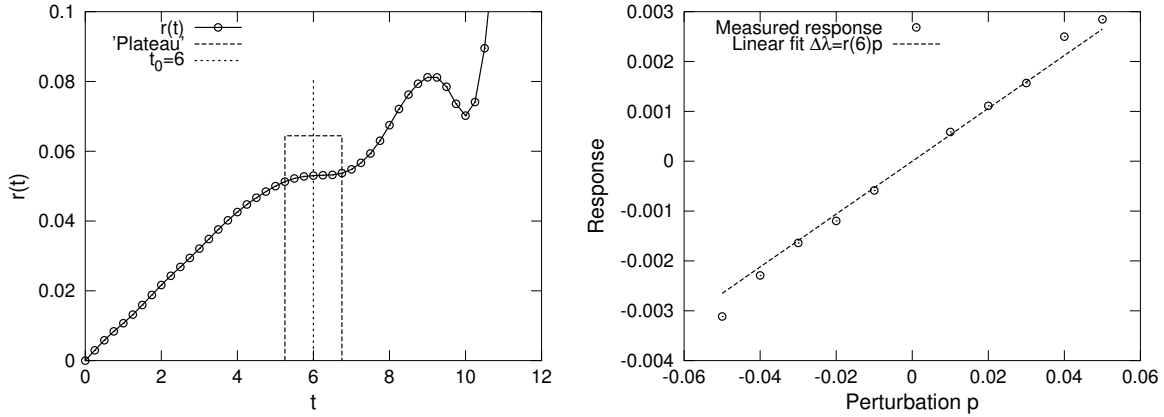 r(t)
'Plateau'
t0=6
0.1
0.08
0.06
0.04
0.02
0
r(t)
0 2 4 6 8 10 12
t
Measured response
Linear fit Δλ=r(6)p
0.003
0.002
0.001
0
-0.001
-0.002
-0.003
-0.004
Response
-0.06 -0.04 -0.02 0 0.02 0.04 0.06
Perturbation p